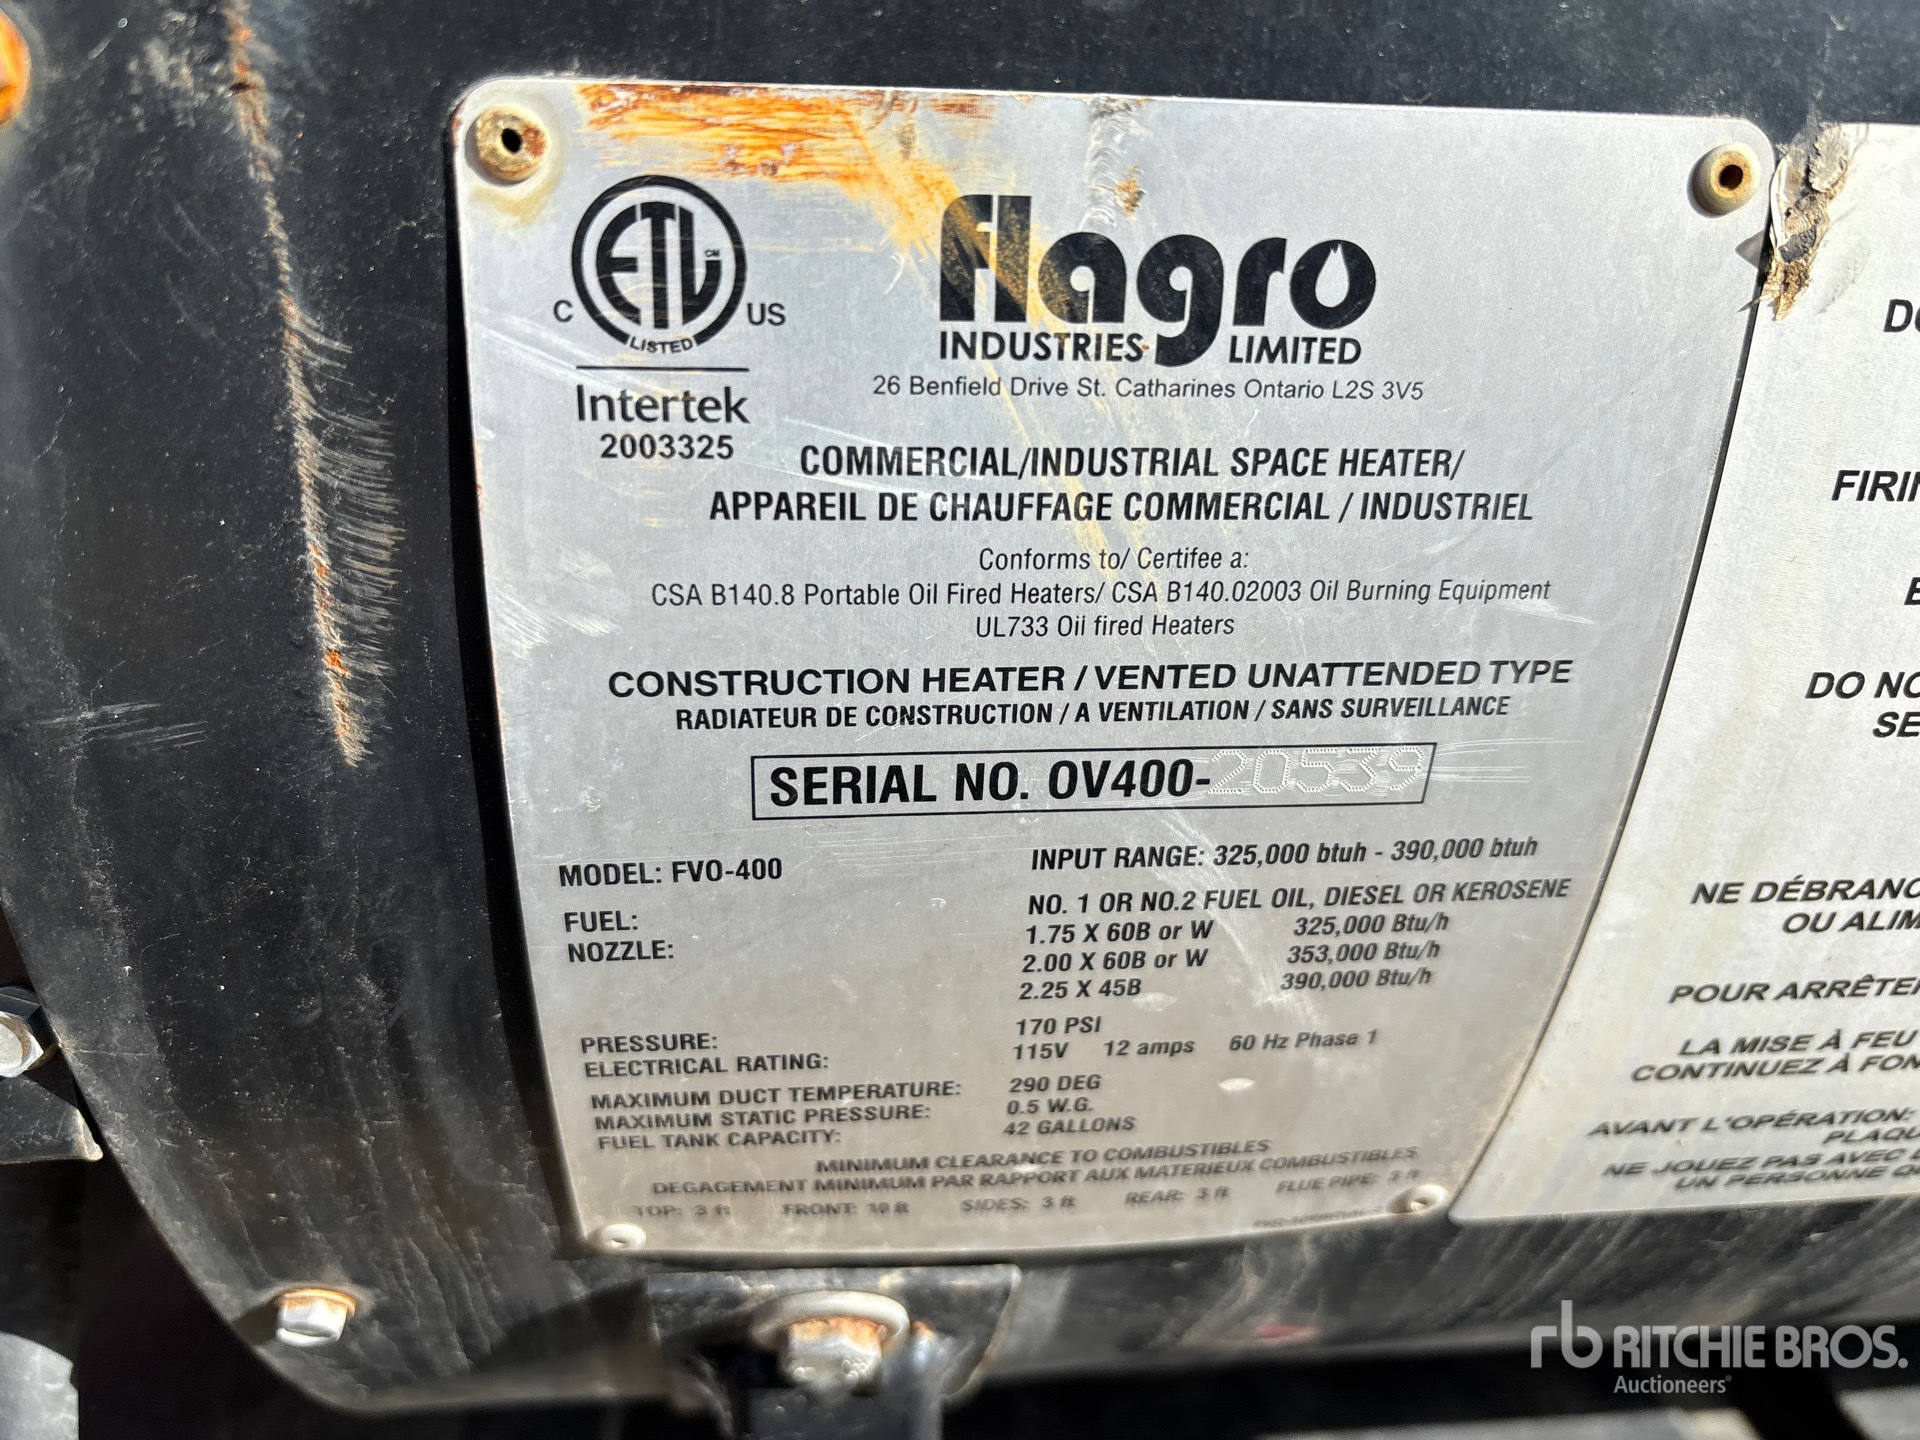 C ETL CM US
LISTED
Intertek
2003325
flagro
INDUSTRIES LIMITED
26 Benfield Drive St. Catharines Ontario L2S 3V5
COMMERCIAL/INDUSTRIAL SPACE HEATER/
APPAREIL DE CHAUFFAGE COMMERCIAL / INDUSTRIEL
Conforms to/ Certifee a:
CSA B140.8 Portable Oil Fired Heaters/ CSA B140.02003 Oil Burning Equipment
UL733 Oil fired Heaters
CONSTRUCTION HEATER / VENTED UNATTENDED TYPE
RADIATEUR DE CONSTRUCTION / A VENTILATION / SANS SURVEILLANCE
SERIAL NO. OV400-20539
MODEL: FVO-400 INPUT RANGE: 325,000 btuh - 390,000 btuh
FUEL: NO. 1 OR NO.2 FUEL OIL, DIESEL OR KEROSENE
NOZZLE: 1.75 X 60B or W 325,000 Btu/h
2.00 X 60B or W 353,000 Btu/h
2.25 X 45B 390,000 Btu/h
PRESSURE: 170 PSI
ELECTRICAL RATING: 115V 12 amps 60 Hz Phase 1
MAXIMUM DUCT TEMPERATURE: 290 DEG
MAXIMUM STATIC PRESSURE: 0.5 W.G.
FUEL TANK CAPACITY: 42 GALLONS
MINIMUM CLEARANCE TO COMBUSTIBLES
DEGAGEMENT MINIMUM PAR RAPPORT AUX MATERIEUX COMBUSTIBLES
TOP: 3 ft FRONT: 10 ft SIDES: 3 ft REAR: 3 ft FLUE PIPE: 3 ft
DO
FIRIN
DO NO
SE
NE DÉBRANC
OU ALIM
POUR ARRÊTER
LA MISE À FEU
CONTINUEZ À FON
AVANT L'OPÉRATION:
PLAQU
NE JOUEZ PAS AVEC L
UN PERSONNE QU
rb RITCHIE BROS.
Auctioneers